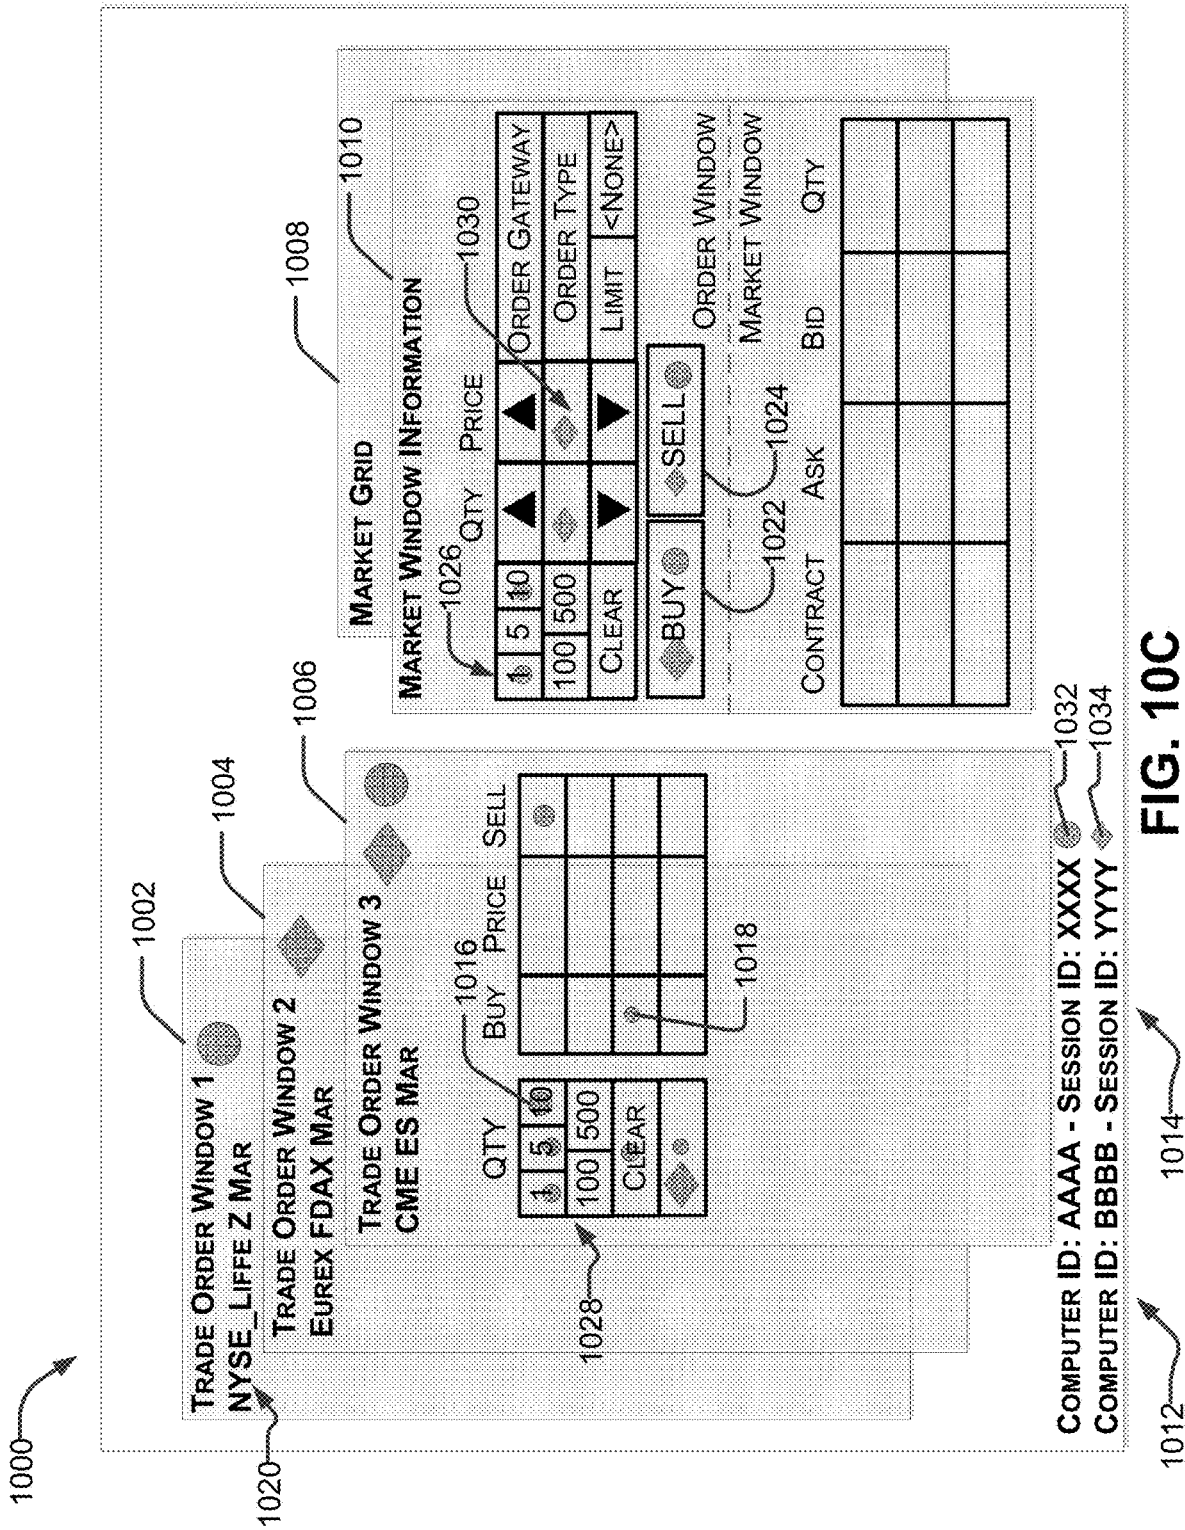 1000
1002
1004
1006
1008
1010
1020
TRADE ORDER WINDOW 1
NYSE_LIFFE Z MAR
TRADE ORDER WINDOW 2
EUREX FDAX MAR
TRADE ORDER WINDOW 3
CME ES MAR
1016
QTY BUY PRICE SELL
1 5 10
100 500
CLEAR
1028
1018
MARKET GRID
MARKET WINDOW INFORMATION
1026
QTY PRICE
1030
1 5 10 ORDER GATEWAY
100 500 ORDER TYPE
CLEAR LIMIT <NONE>
BUY SELL
ORDER WINDOW
1022
1024
MARKET WINDOW
CONTRACT ASK BID QTY
COMPUTER ID: AAAA - SESSION ID: XXXX
1032
COMPUTER ID: BBBB - SESSION ID: YYYY
1034
1012
1014
FIG. 10C